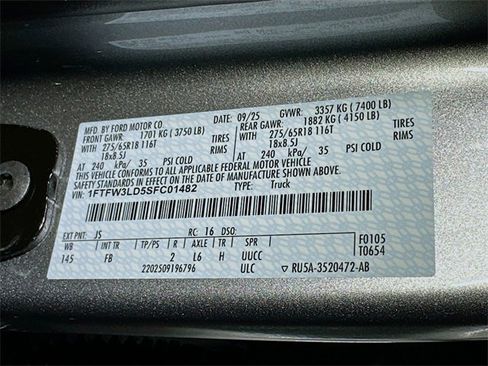 MFD. BY FORD MOTOR CO.
DATE: 09/25 GVWR: 3357 KG ( 7400 LB)
FRONT GAWR: 1701 KG ( 3750 LB) REAR GAWR: 1882 KG ( 4150 LB)
275/65R18 116T TIRES 275/65R18 116T TIRES
18x8.5J RIMS 18x8.5J RIMS
AT 240 kPa/ 35 PSI COLD AT 240 kPa/ 35 PSI COLD
THIS VEHICLE CONFORMS TO ALL APPLICABLE FEDERAL MOTOR VEHICLE
SAFETY, BUMPER, AND THEFT PREVENTION STANDARDS IN EFFECT ON
THE DATE OF MANUFACTURE SHOWN ABOVE.
VIN: 1FTFW3LD5SFC01482 TYPE: Truck
EXT PNT: JS RC: 16 DSO: F0105
WB TP/PS R AXLE TR SPR T0654
145 FB 2 L6 H UUCC
2202509196796 ULC RU5A-3520472-AB